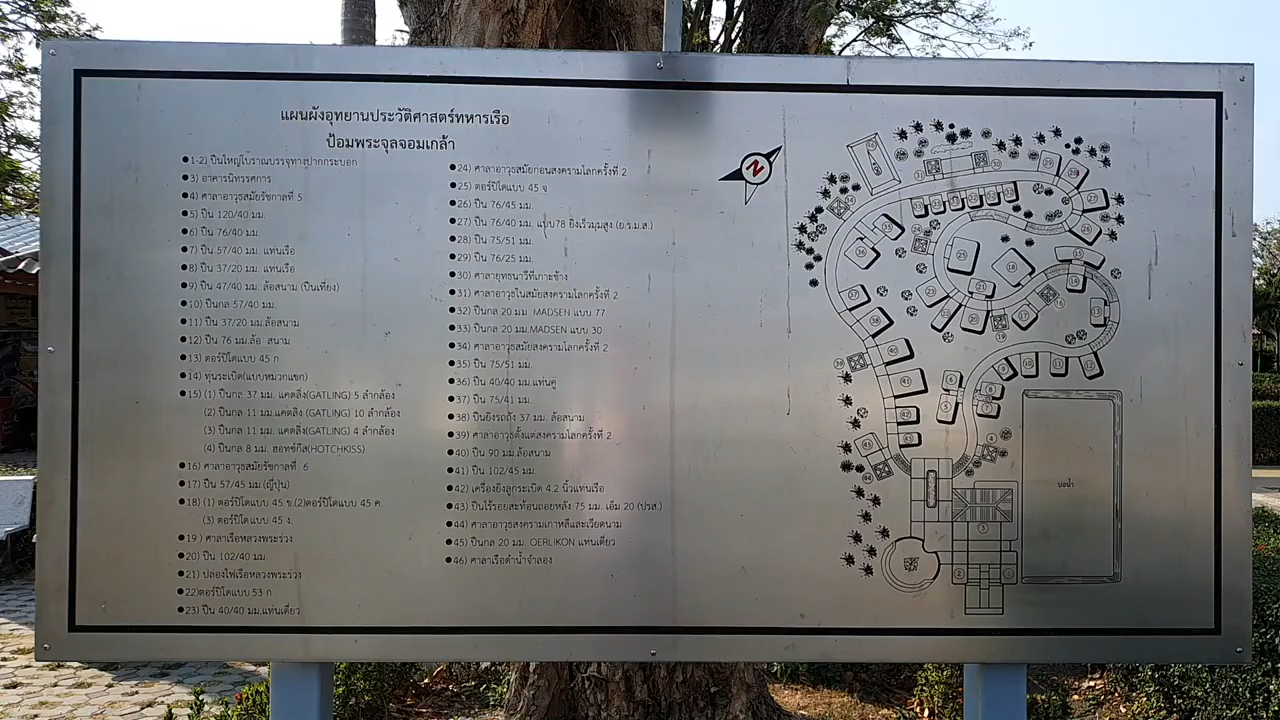 แผนผังอุทยานประวัติศาสตร์ทหารเรือ
ป้อมพระจุลจอมเกล้า
●1-2) ปืนใหญ่โบราณบรรจุทางปากกระบอก
●3) อาคารนิทรรศการ
●4) ศาลาอาวุธสมัยรัชกาลที่ 5
●5) ปืน 120/40 มม.
●6) ปืน 76/40 มม.
●7) ปืน 57/40 มม. แท่นเรือ
●8) ปืน 37/20 มม. แท่นเรือ
●9) ปืน 47/40 มม. ล้อสนาม (ปืนเที่ยง)
●10) ปืนกล 57/40 มม.
●11) ปืน 37/20 มม.ล้อสนาม
●12) ปืน 76 มม.ล้อ สนาม
●13) ตอร์ปิโดแบบ 45 ก
●14) ทุ่นระเบิด(แบบหมวกแขก)
●15) (1) ปืนกล 37 มม. แคตลิ่ง(GATLING) 5 ลำกล้อง
(2) ปืนกล 11 มม.แคตลิ่ง (GATLING) 10 ลำกล้อง
(3) ปืนกล 11 มม. แคตลิ่ง(GATLING) 4 ลำกล้อง
(4) ปืนกล 8 มม. ฮอทช์กีส(HOTCHKISS)
●16) ศาลาอาวุธสมัยรัชกาลที่ 6
●17) ปืน 57/45 มม.(ญี่ปุ่น)
●18) (1) ตอร์ปิโดแบบ 45 ข.(2)ตอร์ปิโดแบบ 45 ค.
(3) ตอร์ปิโดแบบ 45 ง.
●19 ) ศาลาเรือหลวงพระร่วง
●20) ปืน 102/40 มม.
●21) ปล่องไฟเรือหลวงพระร่วง
●22)ตอร์ปิโดแบบ 53 ก
●23) ปืน 40/40 มม.แท่นเดียว
●24) ศาลาอาวุธสมัยก่อนสงครามโลกครั้งที่ 2
●25) ตอร์ปิโดแบบ 45 จ
●26) ปืน 76/45 มม.
●27) ปืน 76/40 มม. แบบ78 ยิงเร็วมุมสูง (ย.ร.ม.ส.)
●28) ปืน 75/51 มม.
●29) ปืน 76/25 มม.
●30) ศาลายุทธนาวีที่เกาะช้าง
●31) ศาลาอาวุธในสมัยสงครามโลกครั้งที่ 2
●32) ปืนกล 20 มม. MADSEN แบบ 77
●33) ปืนกล 20 มม.MADSEN แบบ 30
●34) ศาลาอาวุธสมัยสงครามโลกครั้งที่ 2
●35) ปืน 75/51 มม.
●36) ปืน 40/40 มม.แท่นคู่
●37) ปืน 75/41 มม.
●38) ปืนยิงรถถัง 37 มม. ล้อสนาม
●39) ศาลาอาวุธตั้งแต่สงครามโลกครั้งที่ 2
●40) ปืน 90 มม.ล้อสนาม
●41) ปืน 102/45 มม.
●42) เครื่องยิงลูกระเบิด 4.2 นิ้วแท่นเรือ
●43) ปืนไร้รอยสะท้อนถอยหลัง 75 มม. เอ็ม 20 (ปรส.)
●44) ศาลาอาวุธสงครามเกาหลีและเวียดนาม
●45) ปืนกล 20 มม. OERLIKON แท่นเดี่ยว
●46) ศาลาเรือดำน้ำจำลอง
N
บ่อน้ำ